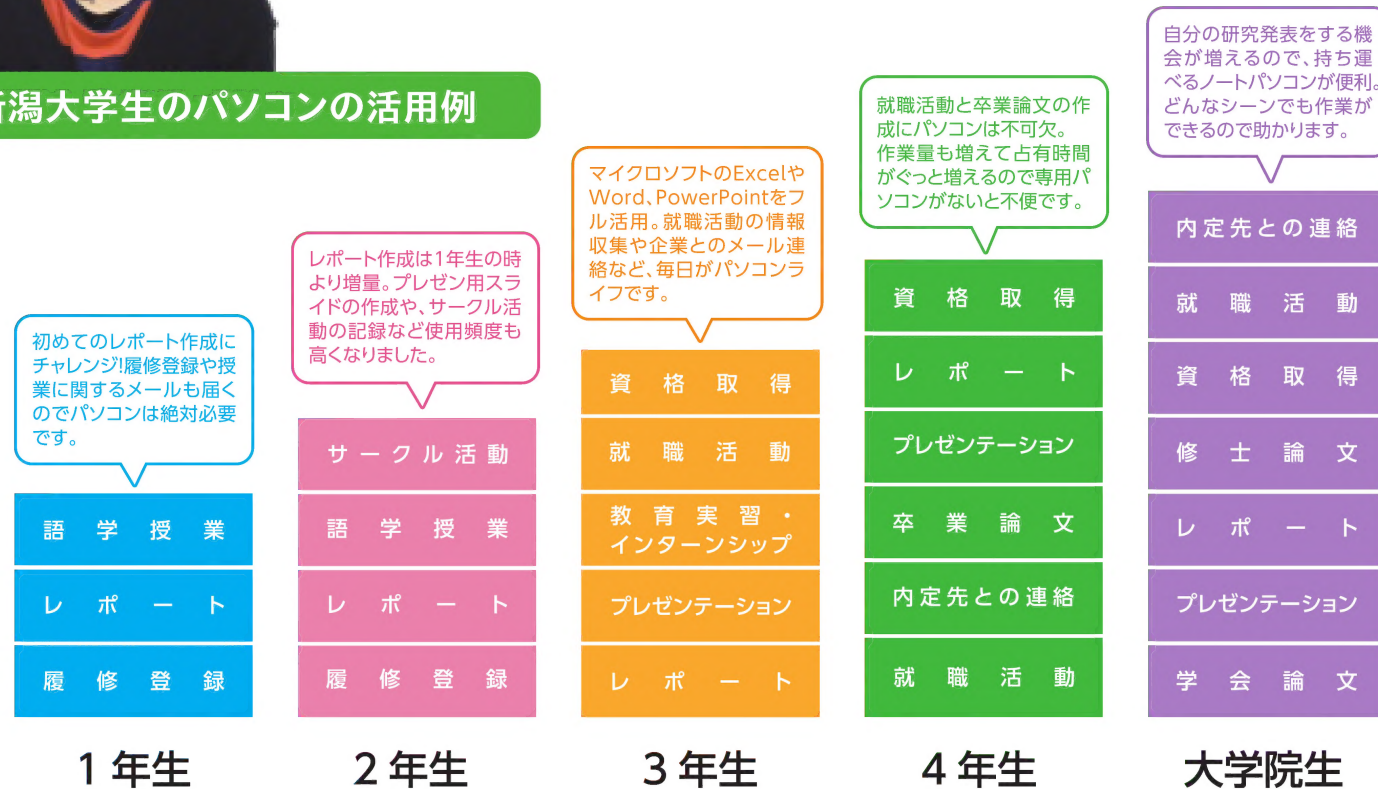 新潟大学生のパソコンの活用例
初めてのレポート作成に
チャレンジ!履修登録や授
業に関するメールも届く
のでパソコンは絶対必要
です。
語学授業
レポート
履修登録
1年生
レポート作成は1年生の時
より増量。プレゼン用スラ
イドの作成や、サークル活
動の記録など使用頻度も
高くなりました。
サークル活動
語学授業
レポート
履修登録
2年生
マイクロソフトのExcelや
Word、PowerPointをフ
ル活用。就職活動の情報
収集や企業とのメール連
絡など、毎日がパソコンラ
イフです。
資格取得
就職活動
教育実習・
インターンシップ
プレゼンテーション
レポート
3年生
就職活動と卒業論文の作
成にパソコンは不可欠。
作業量も増えて占有時間
がぐっと増えるので専用パ
ソコンがないと不便です。
資格取得
レポート
プレゼンテーション
卒業論文
内定先との連絡
就職活動
4年生
自分の研究発表をする機
会が増えるので、持ち運
べるノートパソコンが便利。
どんなシーンでも作業が
できるので助かります。
内定先との連絡
就職活動
資格取得
修士論文
レポート
プレゼンテーション
学会論文
大学院生